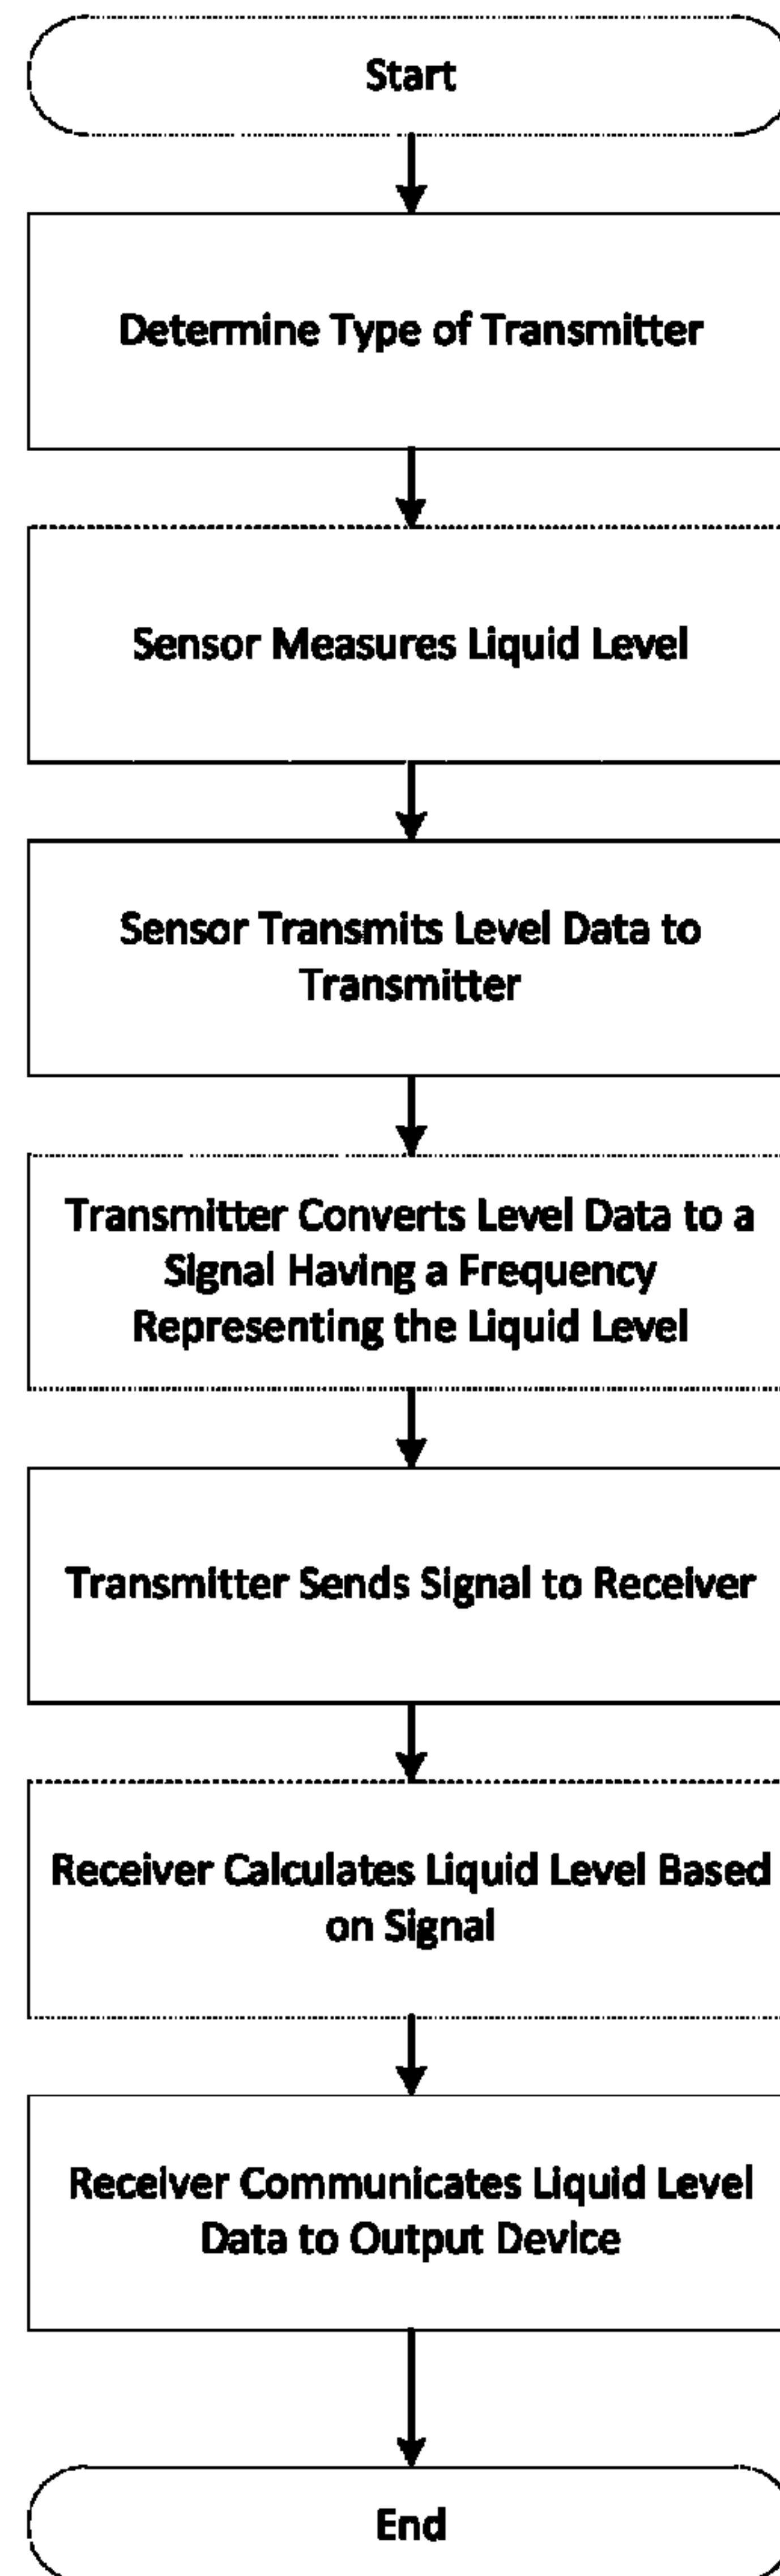 Start
Determine Type of Transmitter
Sensor Measures Liquid Level
Sensor Transmits Level Data to
Transmitter
Transmitter Converts Level Data to a
Signal Having a Frequency
Representing the Liquid Level
Transmitter Sends Signal to Receiver
Receiver Calculates Liquid Level Based
on Signal
Receiver Communicates Liquid Level
Data to Output Device
End